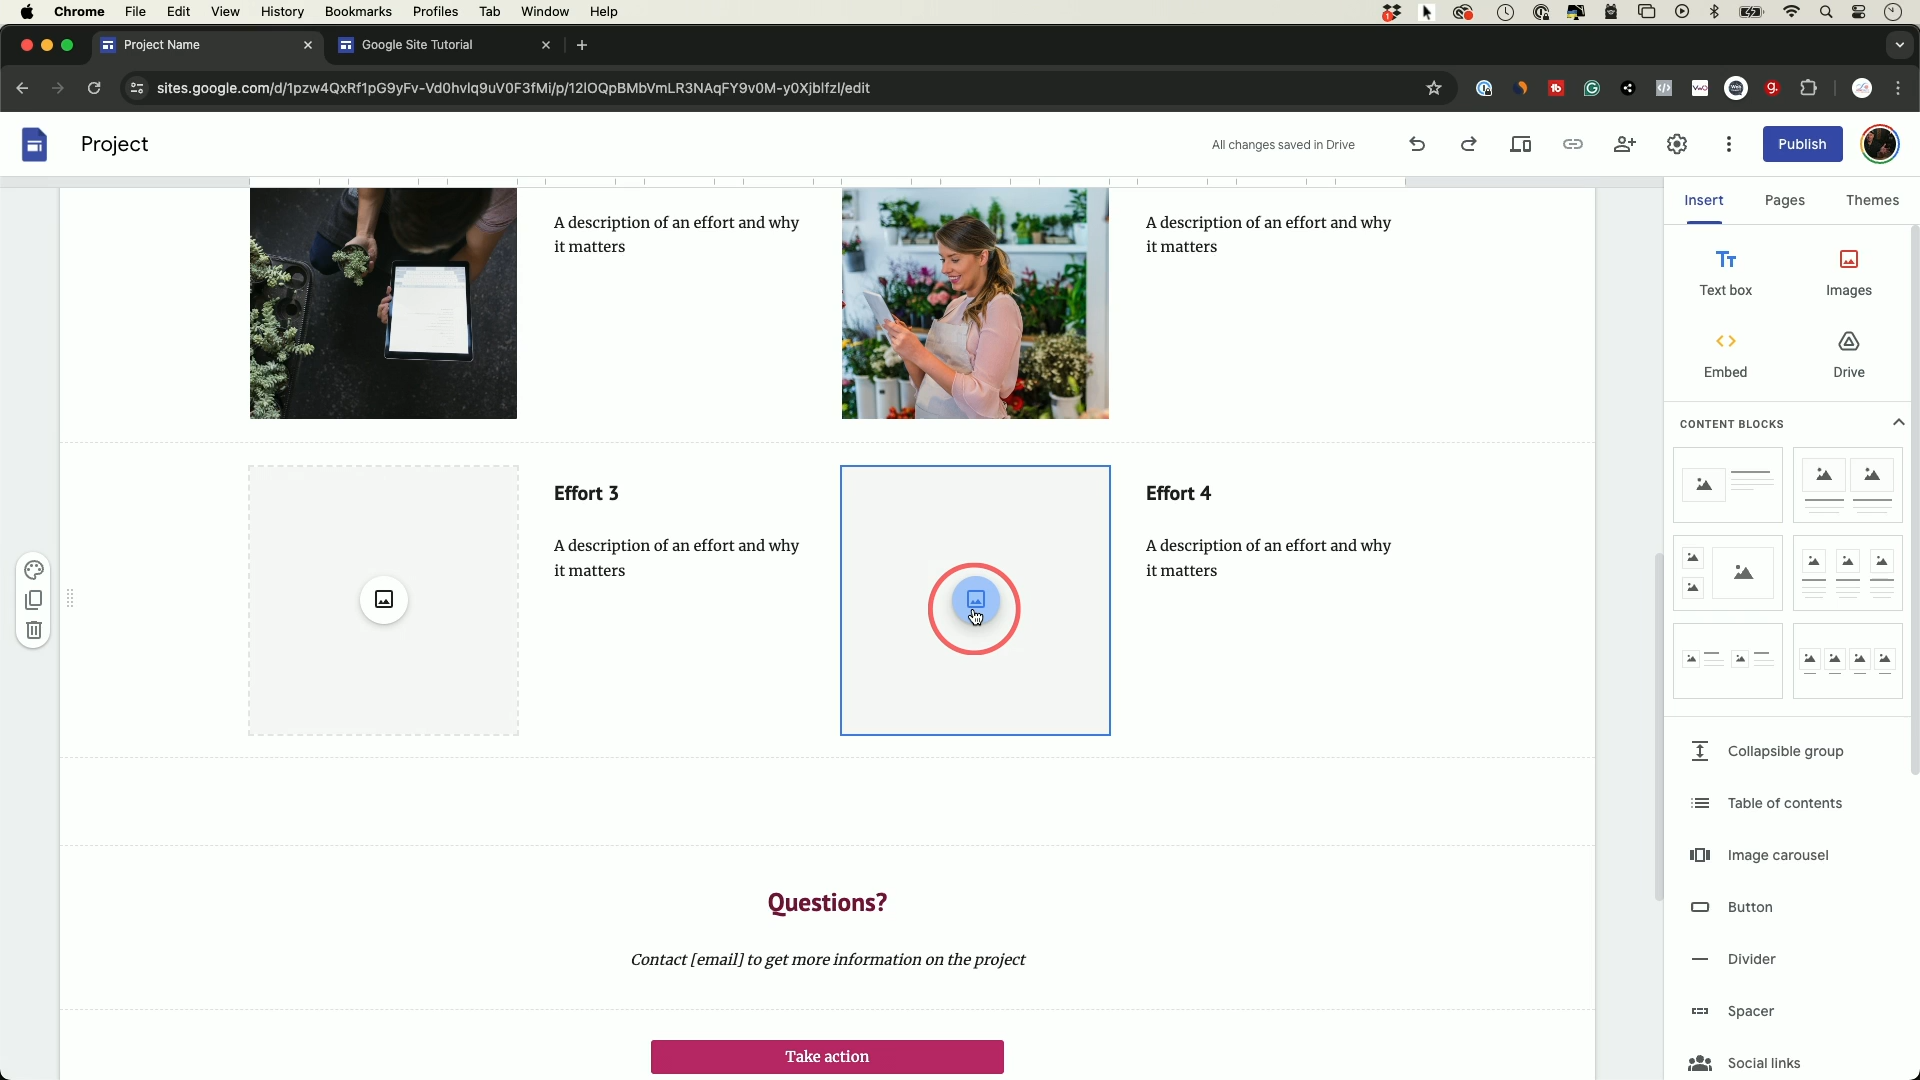 Chrome File Edit View History Bookmarks Profiles Tab Window Help
Project Name
Google Site Tutorial
sites.google.com/d/1pzw4QxRf1pG9yFv-Vd0hvlq9uV0F3fMi/p/12lOQpBMbVmLR3NAqFY9v0M-y0Xjblfzl/edit
Project
All changes saved in Drive
Publish
Insert Pages Themes
A description of an effort and why
it matters
A description of an effort and why
it matters
Text box
Images
Embed
Drive
CONTENT BLOCKS
Effort 3
A description of an effort and why
it matters
Effort 4
A description of an effort and why
it matters
Collapsible group
Table of contents
Image carousel
Button
Divider
Spacer
Social links
Questions?
Contact [email] to get more information on the project
Take action